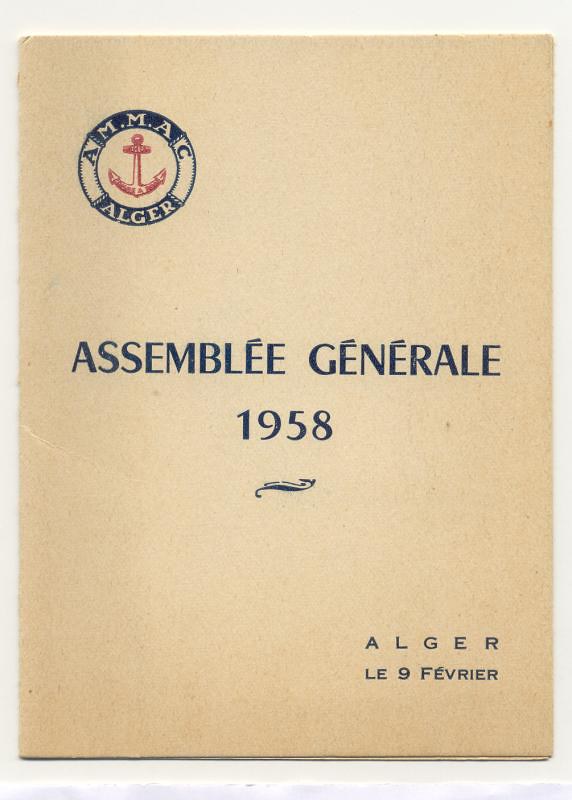 A.M.M.A.C
ALGER
ASSEMBLÉE GÉNÉRALE
1958
ALGER
LE 9 FÉVRIER